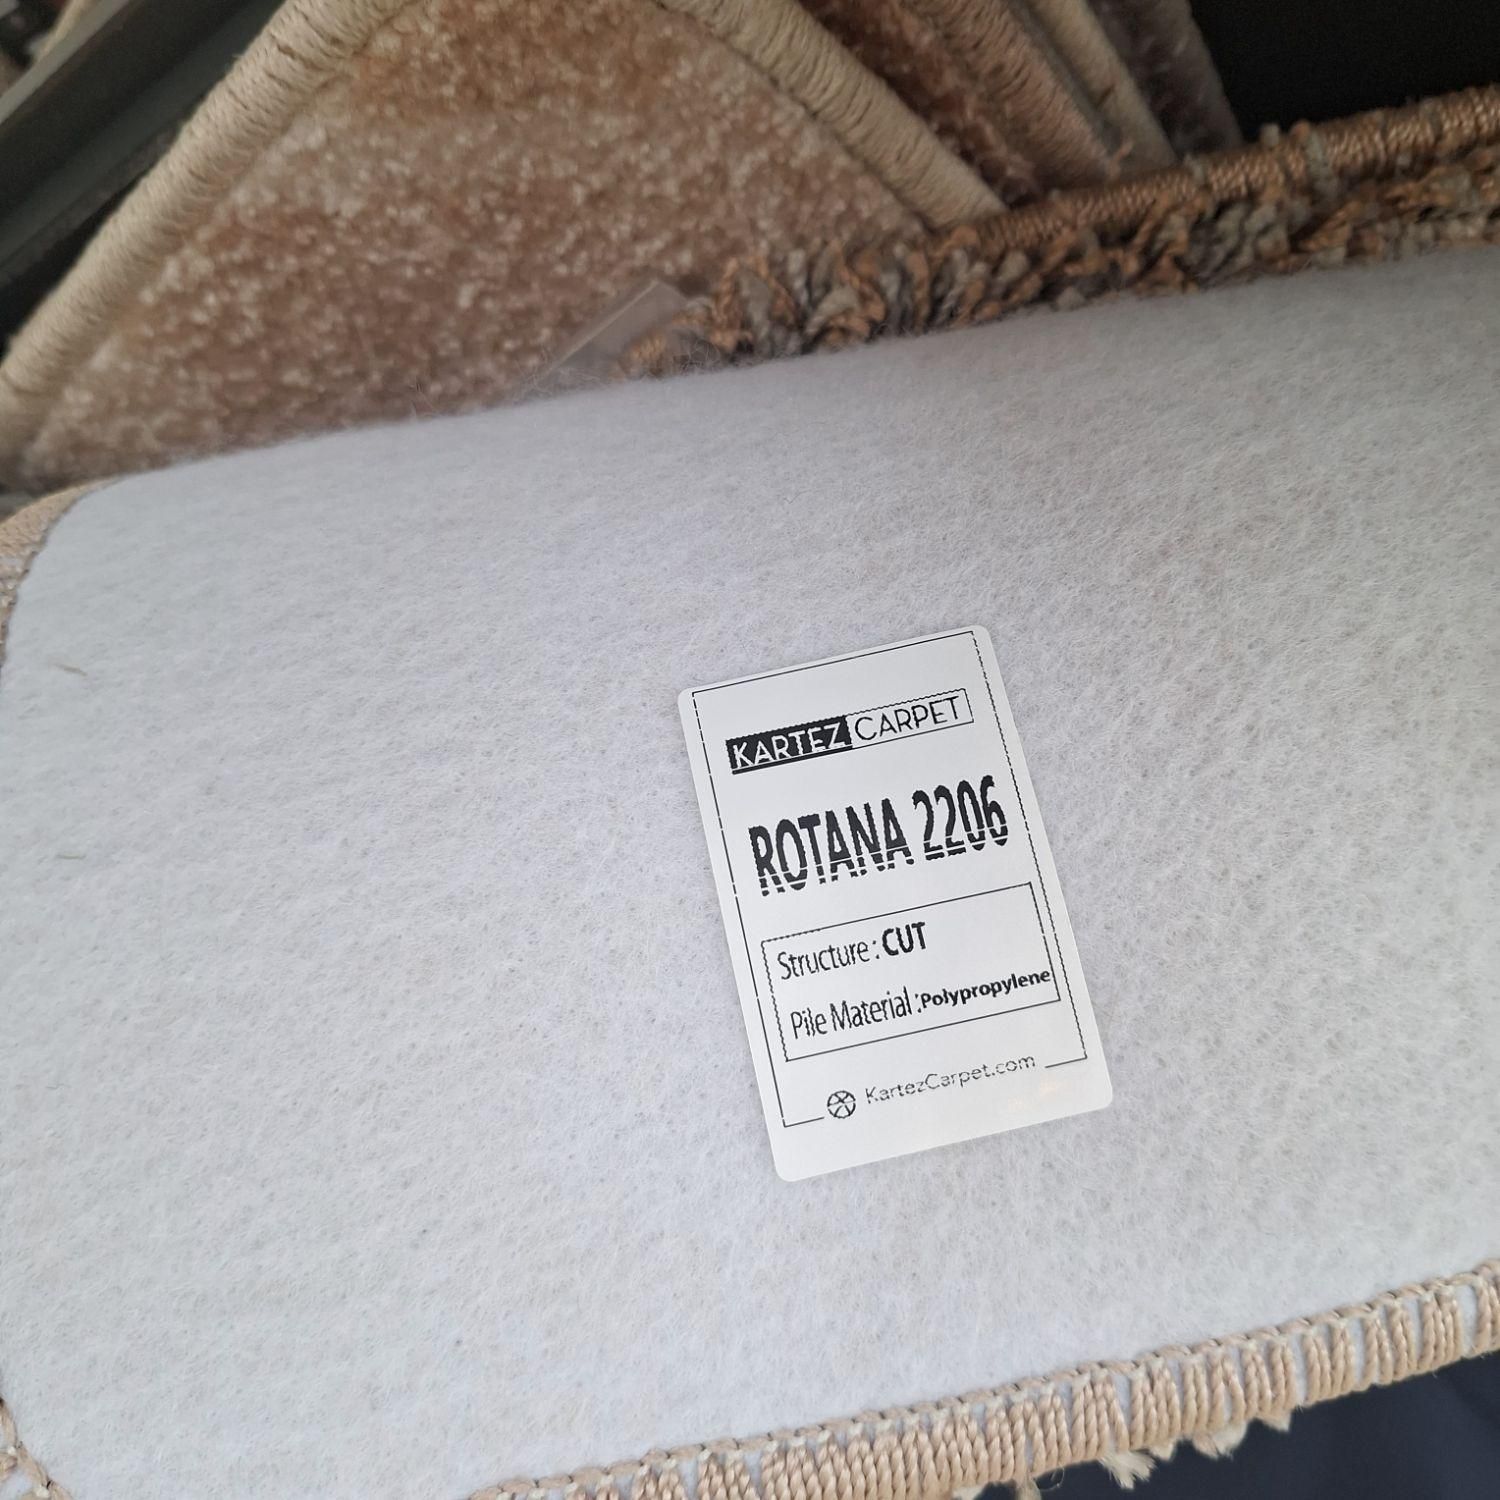 KARTEZ CARPET
ROTANA 2206
Structure : CUT
Pile Material : Polypropylene
KartezCarpet.com